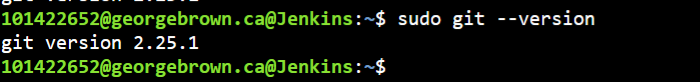 101422652@georgebrown.ca@Jenkins:~$ sudo git --version
git version 2.25.1
101422652@georgebrown.ca@Jenkins:~$